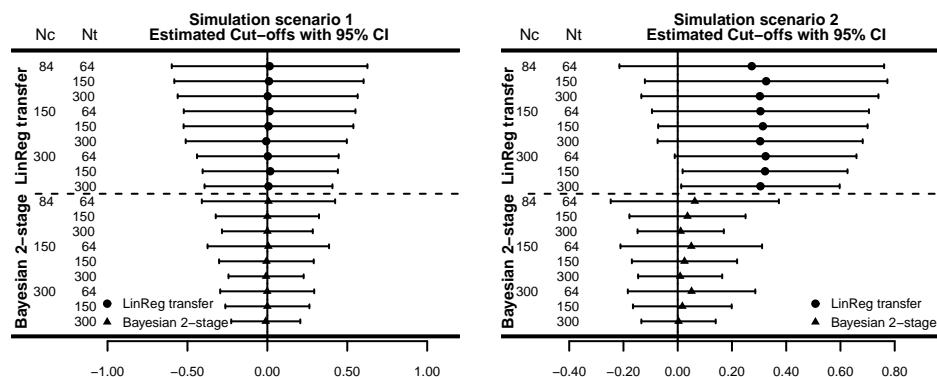 Simulation scenario 1
Nc Nt Estimated Cut−offs with 95% CI
LinReg transfer
84 64
150
300
150 64
150
300
300 64
150
300
Bayesian 2−stage
84 64
150
300
150 64
150
300
300 64
150
300
LinReg transfer
Bayesian 2−stage
−1.00 −0.50 0.00 0.50 1.00
Simulation scenario 2
Nc Nt Estimated Cut−offs with 95% CI
LinReg transfer
84 64
150
300
150 64
150
300
300 64
150
300
Bayesian 2−stage
84 64
150
300
150 64
150
300
300 64
150
300
LinReg transfer
Bayesian 2−stage
−0.40 −0.20 0.00 0.20 0.40 0.60 0.80